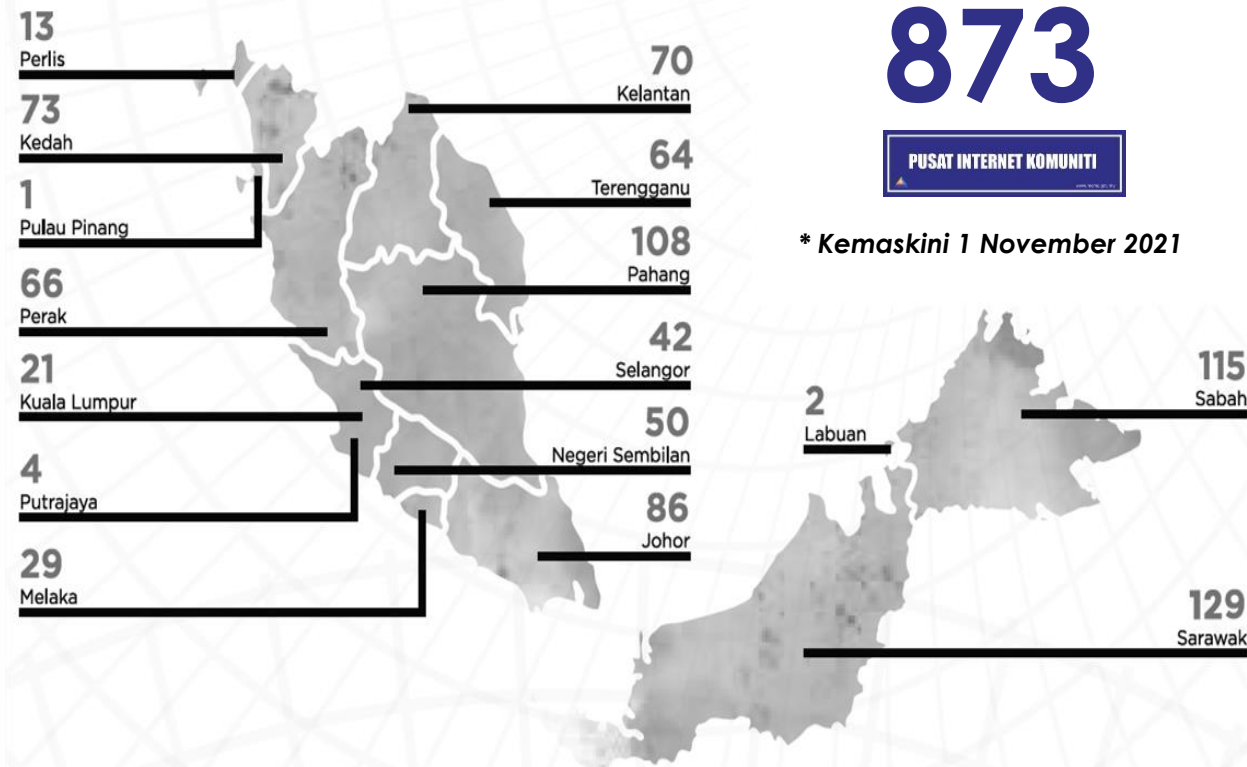 13
Perlis
73
Kedah
1
Pulau Pinang
66
Perak
21
Kuala Lumpur
4
Putrajaya
29
Melaka
70
Kelantan
64
Terengganu
108
Pahang
42
Selangor
50
Negeri Sembilan
86
Johor
873
PUSAT INTERNET KOMUNITI
* Kemaskini 1 November 2021
2
Labuan
115
Sabah
129
Sarawak